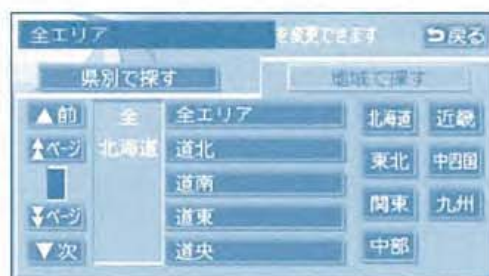 全エリア を変更できます ⮌戻る
県別で探す 地域で探す
▲前 全 全エリア 北海道 近畿
ページ 北海道 道北 東北 中四国
道南
ページ 道東 関東 九州
▼次 道央 中部